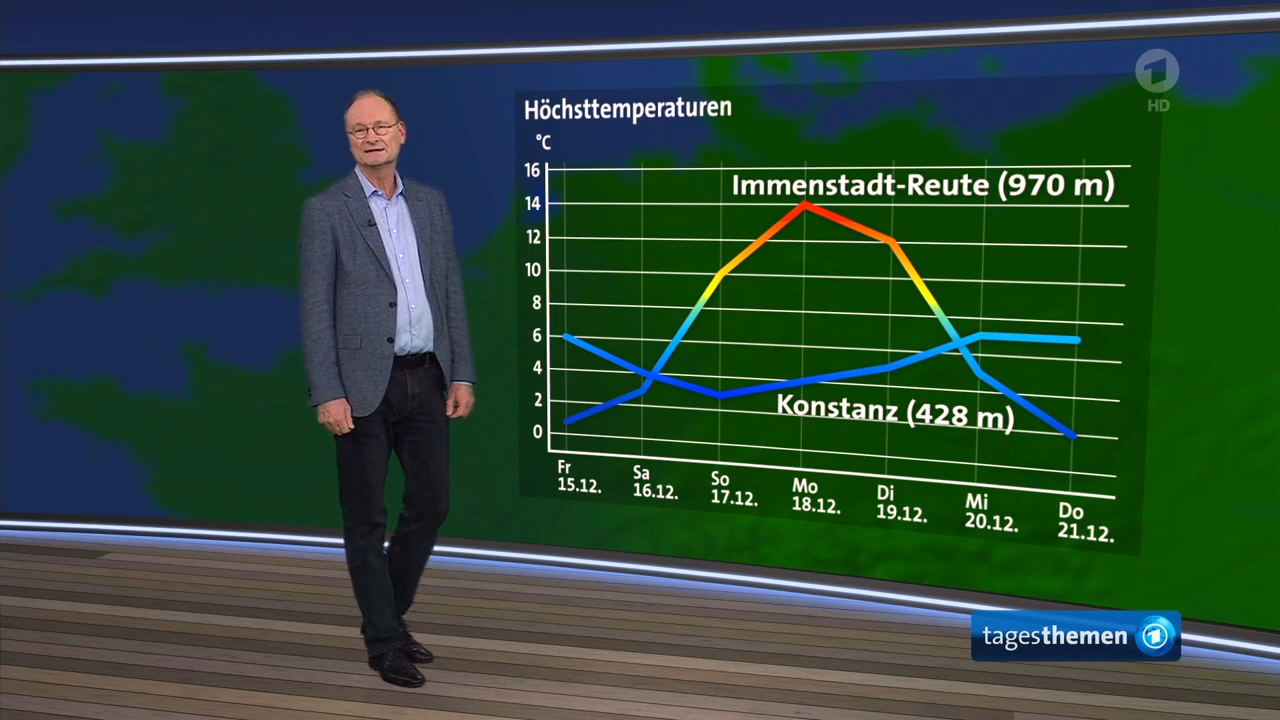 HD
Höchsttemperaturen
°C
16
14
12
10
8
6
4
2
0
Immenstadt-Reute (970 m)
Konstanz (428 m)
Fr
15.12.
Sa
16.12.
So
17.12.
Mo
18.12.
Di
19.12.
Mi
20.12.
Do
21.12.
tagesthemen